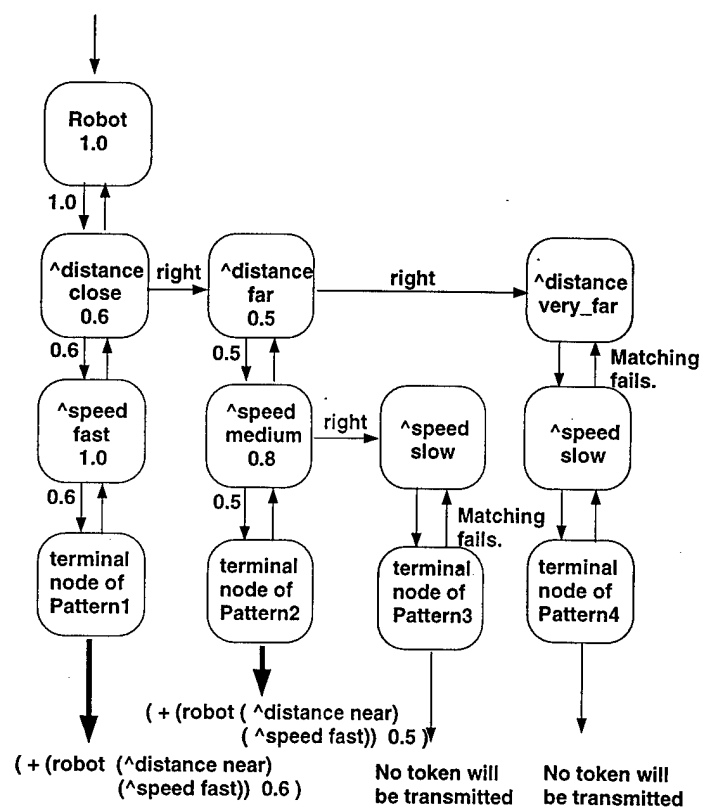 Robot
1.0
1.0
^distance
close
0.6
right
^distance
far
0.5
right
^distance
very_far
0.6
0.5
Matching
fails.
^speed
fast
1.0
^speed
medium
0.8
right
^speed
slow
^speed
slow
0.6
0.5
Matching
fails.
terminal
node of
Pattern1
terminal
node of
Pattern2
terminal
node of
Pattern3
terminal
node of
Pattern4
( + (robot ( ^distance near)
( ^speed fast)) 0.5 )
( + (robot (^distance near)
(^speed fast)) 0.6 )
No token will
be transmitted
No token will
be transmitted